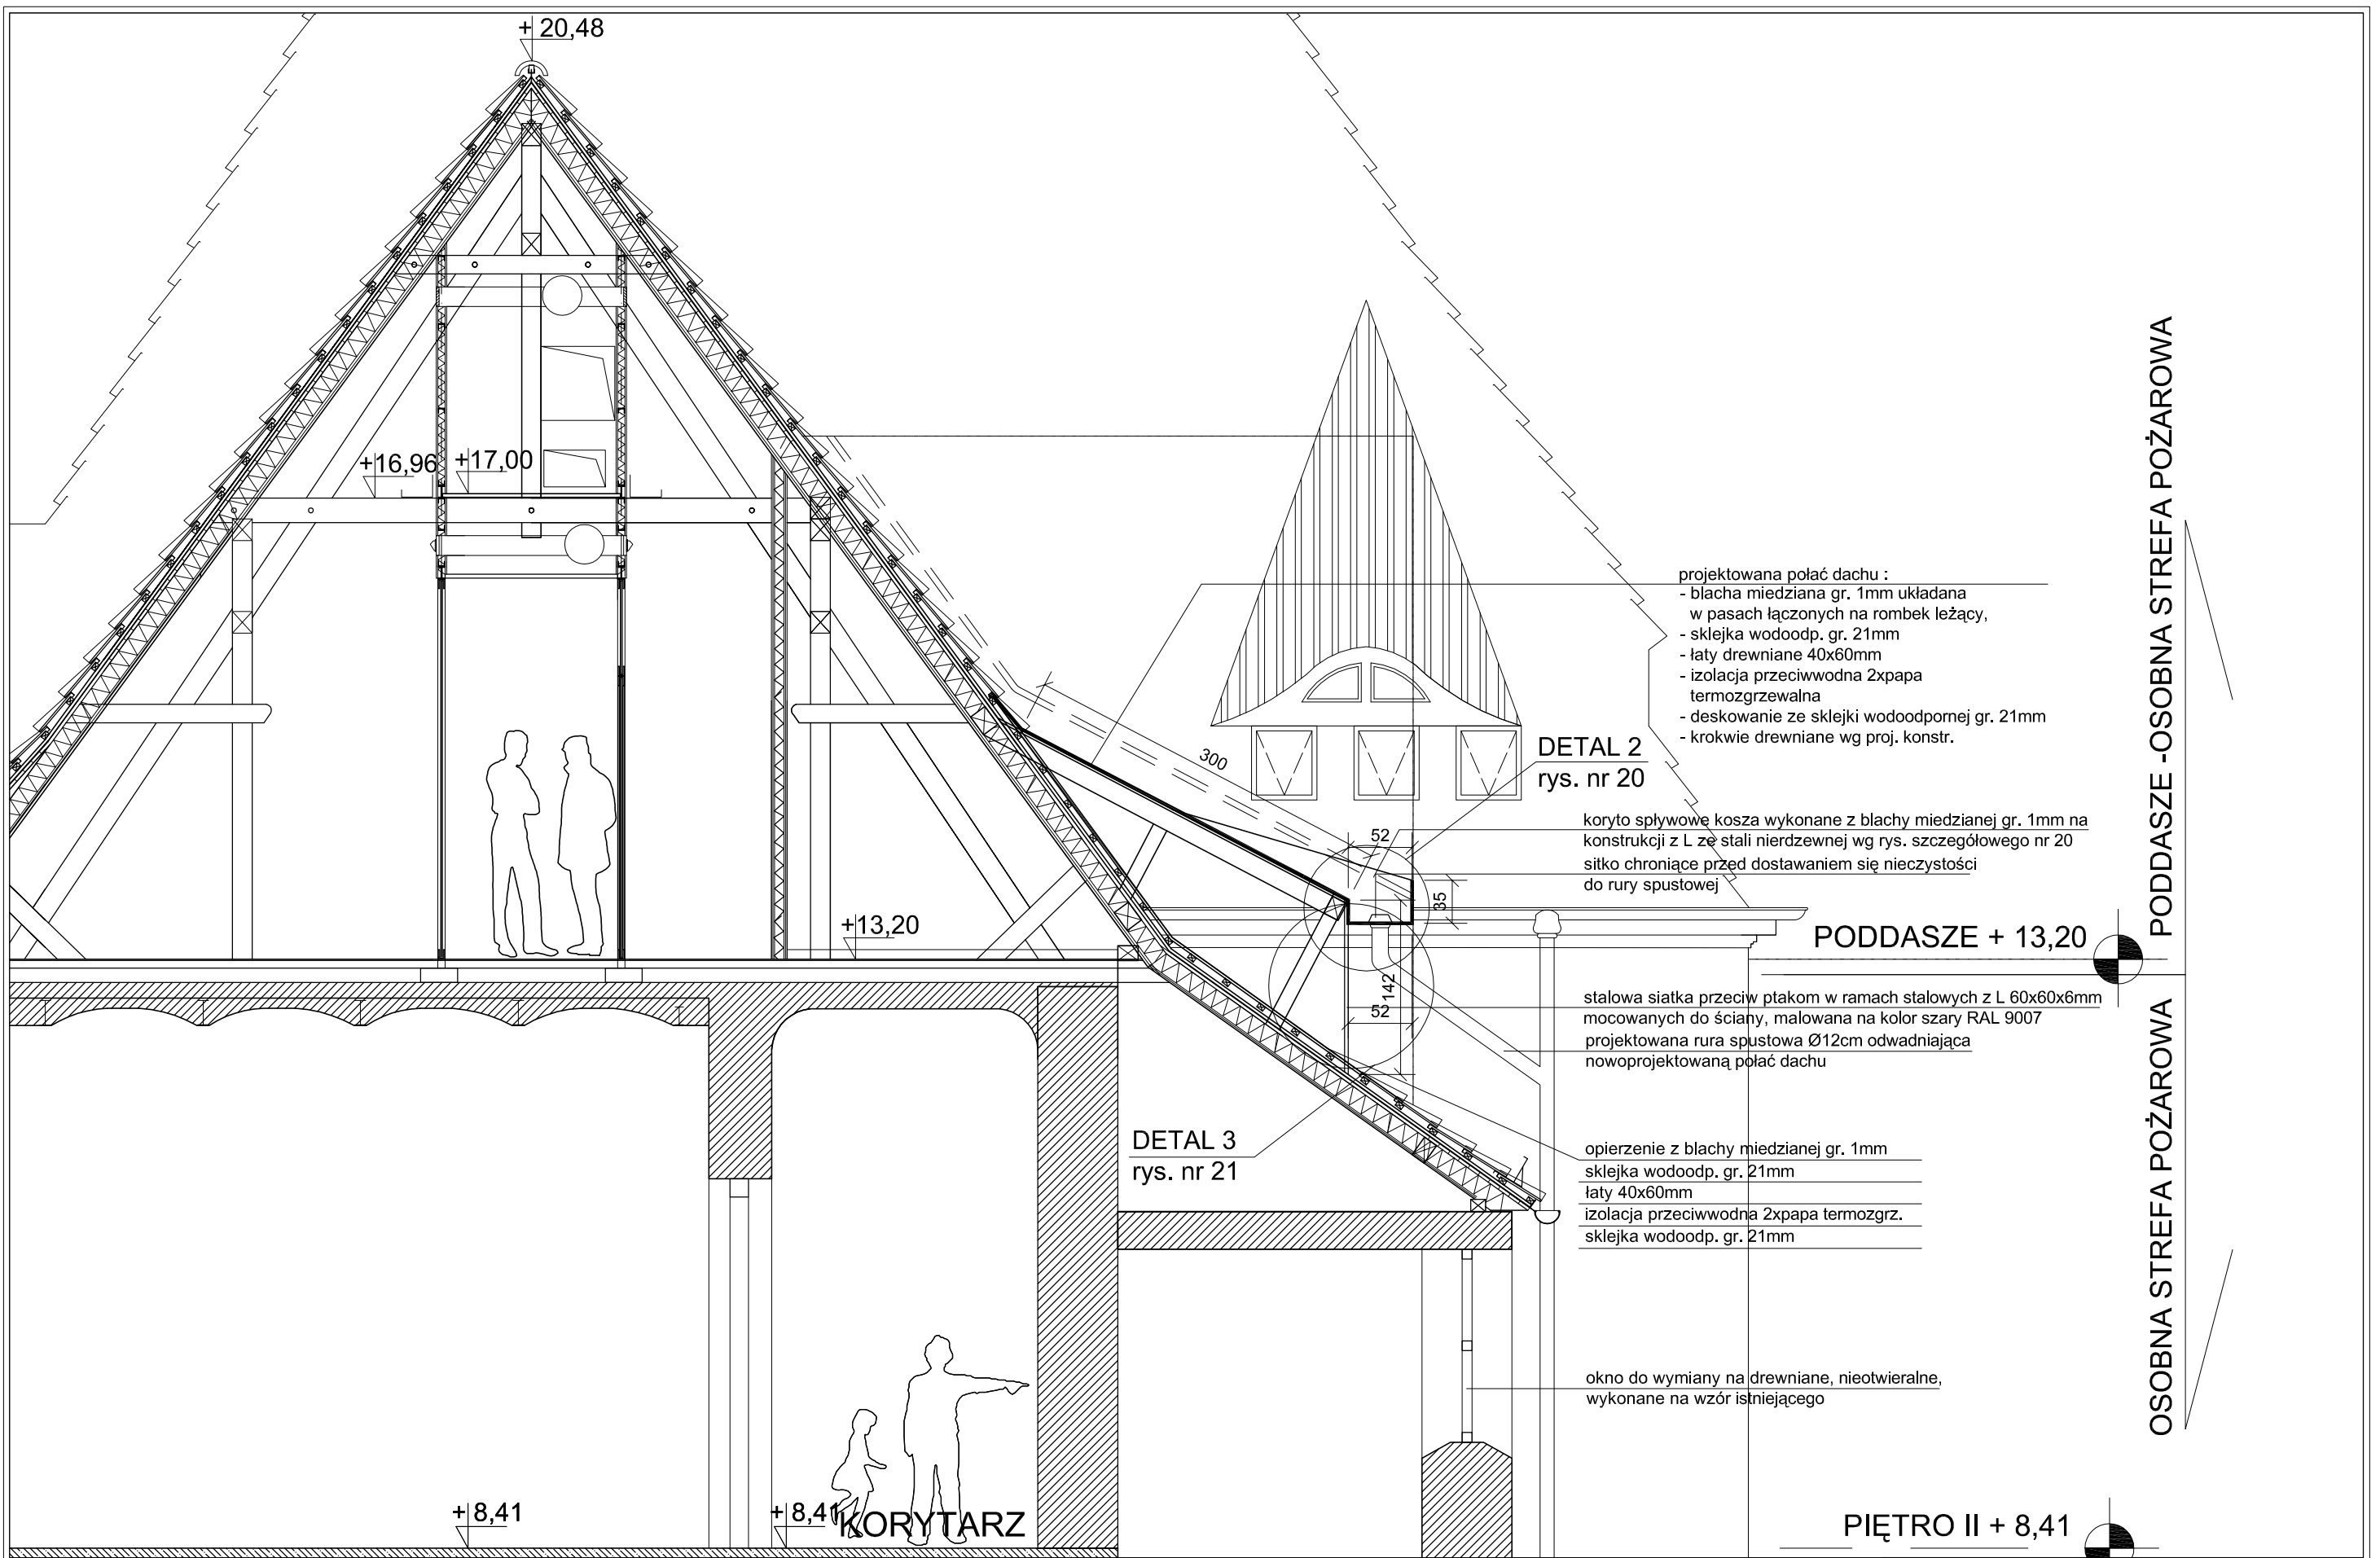 + 20,48
+16,96
+17,00
+13,20
300
52
35
142
52
DETAL 2
rys. nr 20
projektowana połać dachu :
- blacha miedziana gr. 1mm układana
w pasach łączonych na rombek leżący,
- sklejka wodoodp. gr. 21mm
- łaty drewniane 40x60mm
- izolacja przeciwwodna 2xpapa
termozgrzewalna
- deskowanie ze sklejki wodoodpornej gr. 21mm
- krokwie drewniane wg proj. konstr.
koryto spływowe kosza wykonane z blachy miedzianej gr. 1mm na
konstrukcji z L ze stali nierdzewnej wg rys. szczegółowego nr 20
sitko chroniące przed dostawaniem się nieczystości
do rury spustowej
PODDASZE + 13,20
stalowa siatka przeciw ptakom w ramach stalowych z L 60x60x6mm
mocowanych do ściany, malowana na kolor szary RAL 9007
projektowana rura spustowa Ø12cm odwadniająca
nowoprojektowaną połać dachu
DETAL 3
rys. nr 21
opierzenie z blachy miedzianej gr. 1mm
sklejka wodoodp. gr. 21mm
łaty 40x60mm
izolacja przeciwwodna 2xpapa termozgrz.
sklejka wodoodp. gr. 21mm
okno do wymiany na drewniane, nieotwieralne,
wykonane na wzór istniejącego
+ 8,41
+ 8,41
KORYTARZ
PIĘTRO II + 8,41
PODDASZE -OSOBNA STREFA POŻAROWA
OSOBNA STREFA POŻAROWA